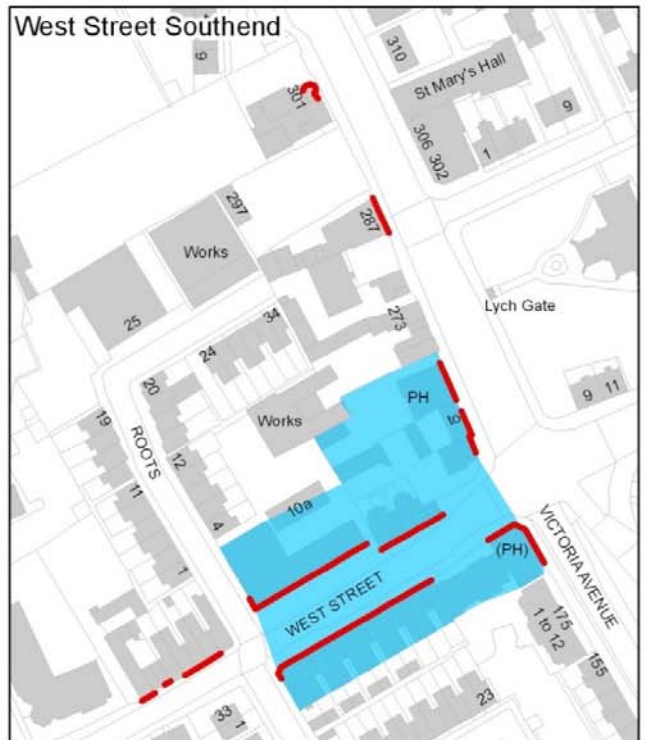 West Street Southend
9
310
St Mary's Hall
301
9
306
302
1
297
287
Works
Lych Gate
25
34
273
24
20
PH
9 11
to
19
Works
ROOTS
12
11
10a
4
VICTORIA AVENUE
(PH)
1
WEST STREET
175
1 to 12
155
23
33
1